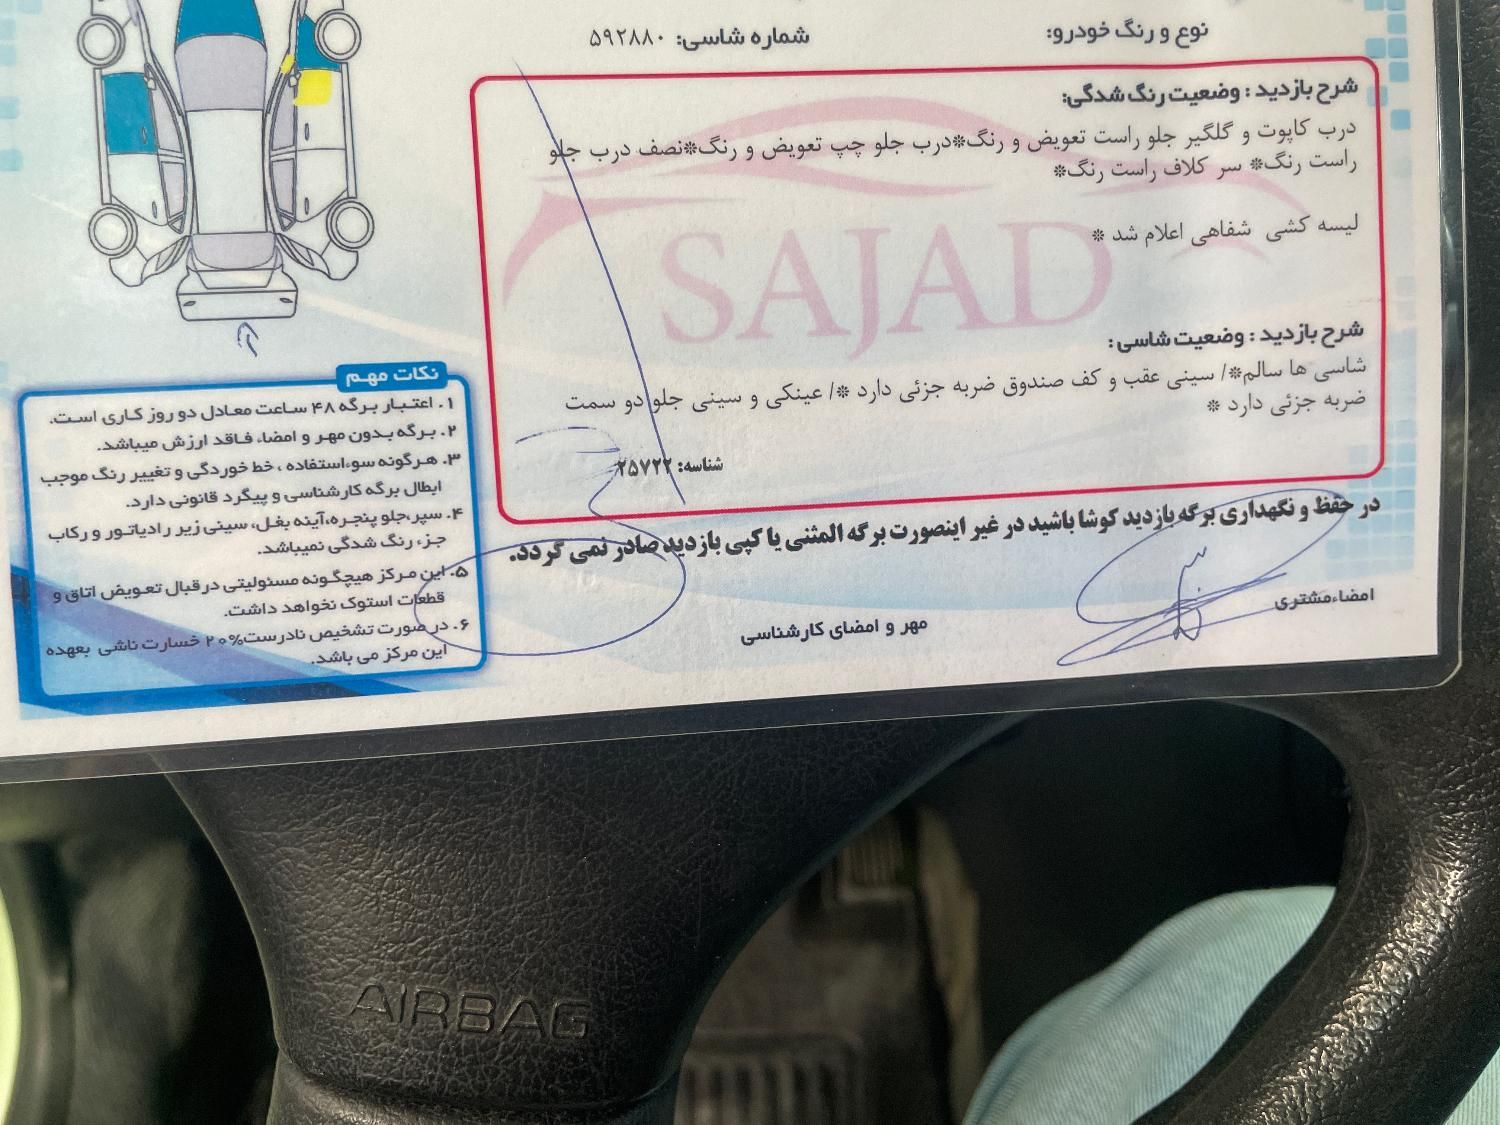 نوع و رنگ خودرو:
شماره شاسی: ۵۹۲۸۸۰
شرح بازدید : وضعیت رنگ شدگی:
درب کاپوت و گلگیر جلو راست تعویض و رنگ*درب جلو چپ تعویض و رنگ*نصف درب جلو
راست رنگ* سر کلاف راست رنگ*
لیسه کشی شفاهی اعلام شد *
SAJAD
شرح بازدید : وضعیت شاسی :
شاسی ها سالم*/ سینی عقب و کف صندوق ضربه جزئی دارد */ عینکی و سینی جلو دو سمت
ضربه جزئی دارد *
شناسه: ۲۵۷۲۲
در حفظ و نگهداری برگه بازدید کوشا باشید در غیر اینصورت برگه المثنی یا کپی بازدید صادر نمی گردد.
امضاءمشتری
مهر و امضای کارشناسی
نکات مهم
۱. اعتبار برگه ۴۸ ساعت معادل دو روز کاری است.
۲. برگه بدون مهر و امضاء فاقد ارزش میباشد.
۳. هرگونه سوءاستفاده ، خط خوردگی و تغییر رنگ موجب
ابطال برگه کارشناسی و پیگرد قانونی دارد.
۴. سپر،جلو پنجره،آینه بغل، سینی زیر رادیاتور و رکاب
جزء رنگ شدگی نمیباشد.
۵. این مرکز هیچگونه مسئولیتی درقبال تعویض اتاق و
قطعات استوک نخواهد داشت.
۶. در صورت تشخیص نادرست ۲۰% خسارت ناشی بعهده
این مرکز می باشد.
AIRBAG